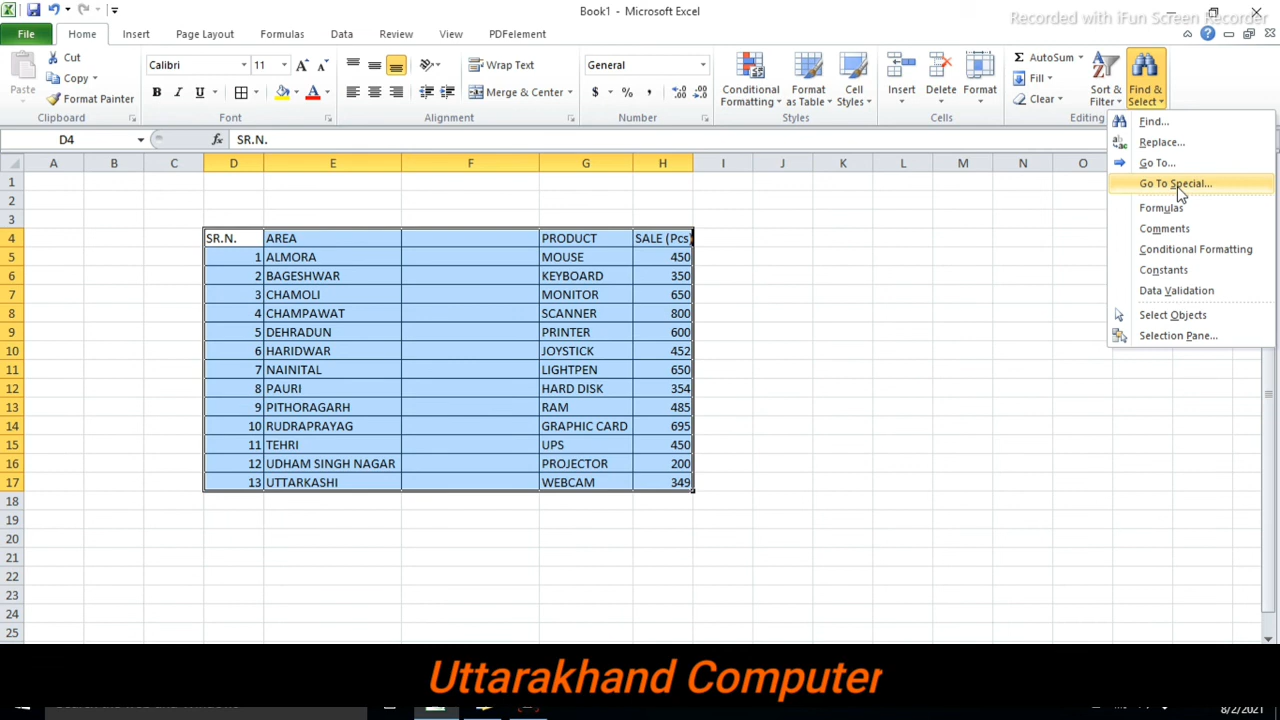 Book1 - Microsoft Excel
Recorded with iFun Screen Recorder
File Home Insert Page Layout Formulas Data Review View PDFelement
Cut
Copy
Format Painter
Paste
Clipboard
Calibri 11
B I U A
Font
Wrap Text
Merge & Center
Alignment
General
$ % ,
Number
Conditional Formatting
Format as Table
Cell Styles
Styles
Insert
Delete
Format
Cells
Σ AutoSum
Fill
Clear
Sort & Filter
Find & Select
Editing
D4 fx SR.N.
A B C D E F G H I J K L M N O
1
2
3
4 SR.N. AREA PRODUCT SALE (Pcs)
5 1 ALMORA MOUSE 450
6 2 BAGESHWAR KEYBOARD 350
7 3 CHAMOLI MONITOR 650
8 4 CHAMPAWAT SCANNER 800
9 5 DEHRADUN PRINTER 600
10 6 HARIDWAR JOYSTICK 452
11 7 NAINITAL LIGHTPEN 650
12 8 PAURI HARD DISK 354
13 9 PITHORAGARH RAM 485
14 10 RUDRAPRAYAG GRAPHIC CARD 695
15 11 TEHRI UPS 450
16 12 UDHAM SINGH NAGAR PROJECTOR 200
17 13 UTTARKASHI WEBCAM 349
18
19
20
21
22
23
24
25
Find...
Replace...
Go To...
Go To Special...
Formulas
Comments
Conditional Formatting
Constants
Data Validation
Select Objects
Selection Pane...
Uttarakhand Computer
8/2/2021